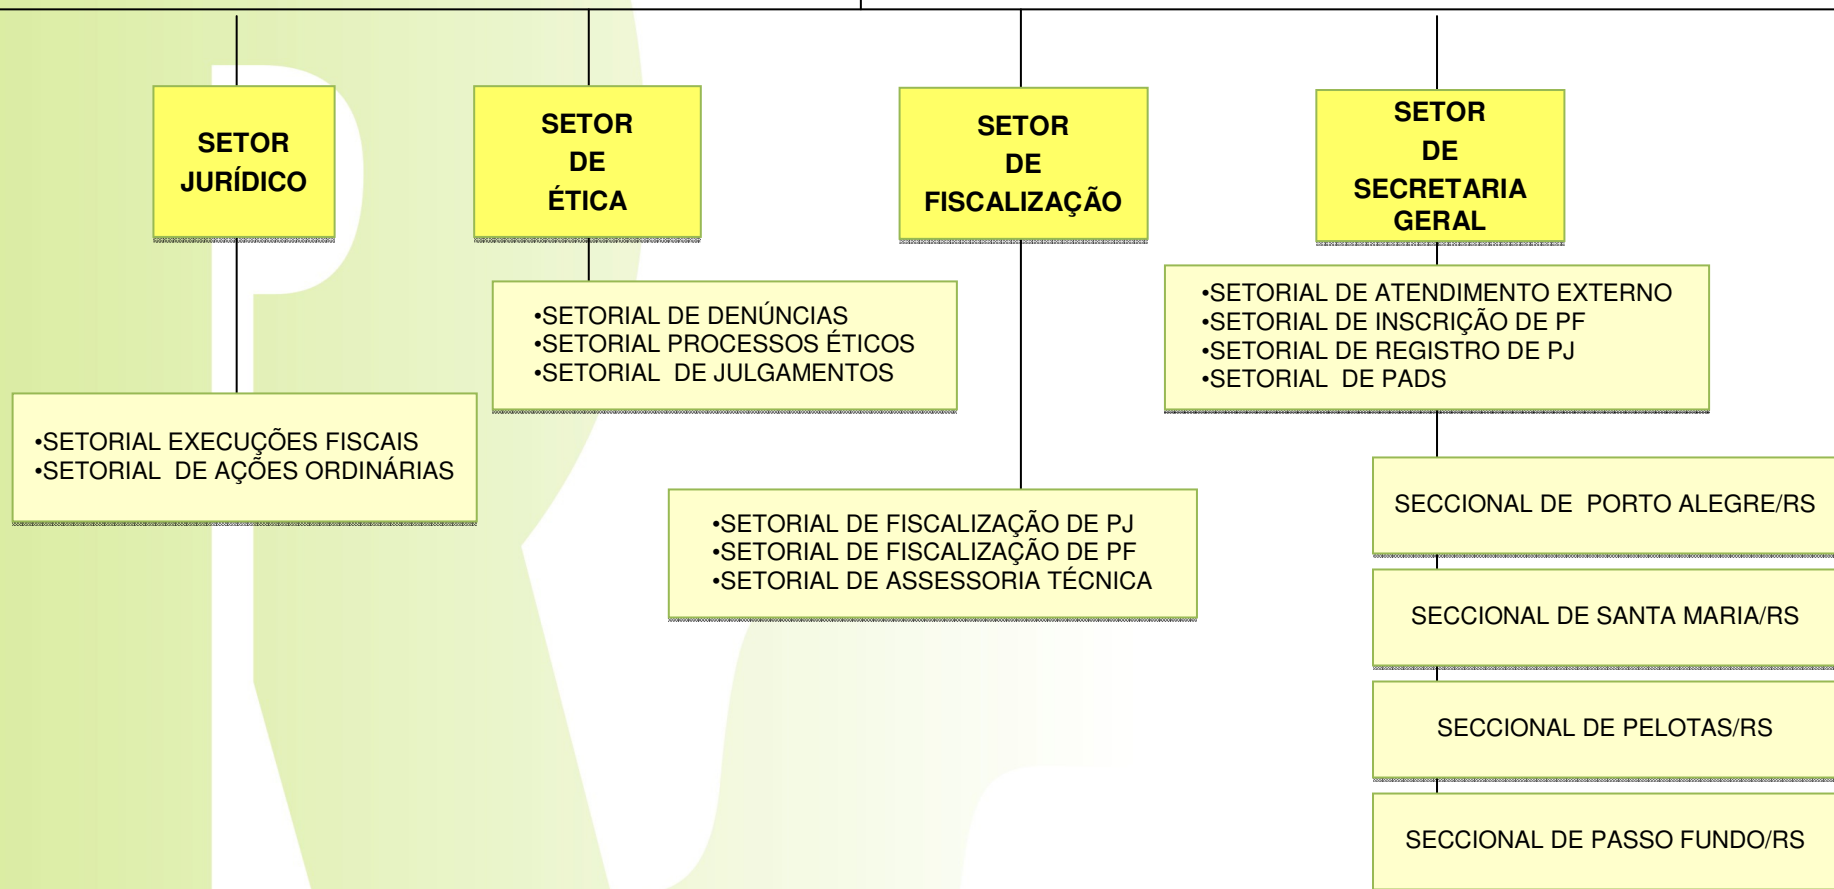 SETOR
JURÍDICO
•SETORIAL EXECUÇÕES FISCAIS
•SETORIAL DE AÇÕES ORDINÁRIAS
SETOR
DE
ÉTICA
•SETORIAL DE DENÚNCIAS
•SETORIAL PROCESSOS ÉTICOS
•SETORIAL DE JULGAMENTOS
SETOR
DE
FISCALIZAÇÃO
•SETORIAL DE FISCALIZAÇÃO DE PJ
•SETORIAL DE FISCALIZAÇÃO DE PF
•SETORIAL DE ASSESSORIA TÉCNICA
SETOR
DE
SECRETARIA
GERAL
•SETORIAL DE ATENDIMENTO EXTERNO
•SETORIAL DE INSCRIÇÃO DE PF
•SETORIAL DE REGISTRO DE PJ
•SETORIAL DE PADS
SECCIONAL DE PORTO ALEGRE/RS
SECCIONAL DE SANTA MARIA/RS
SECCIONAL DE PELOTAS/RS
SECCIONAL DE PASSO FUNDO/RS